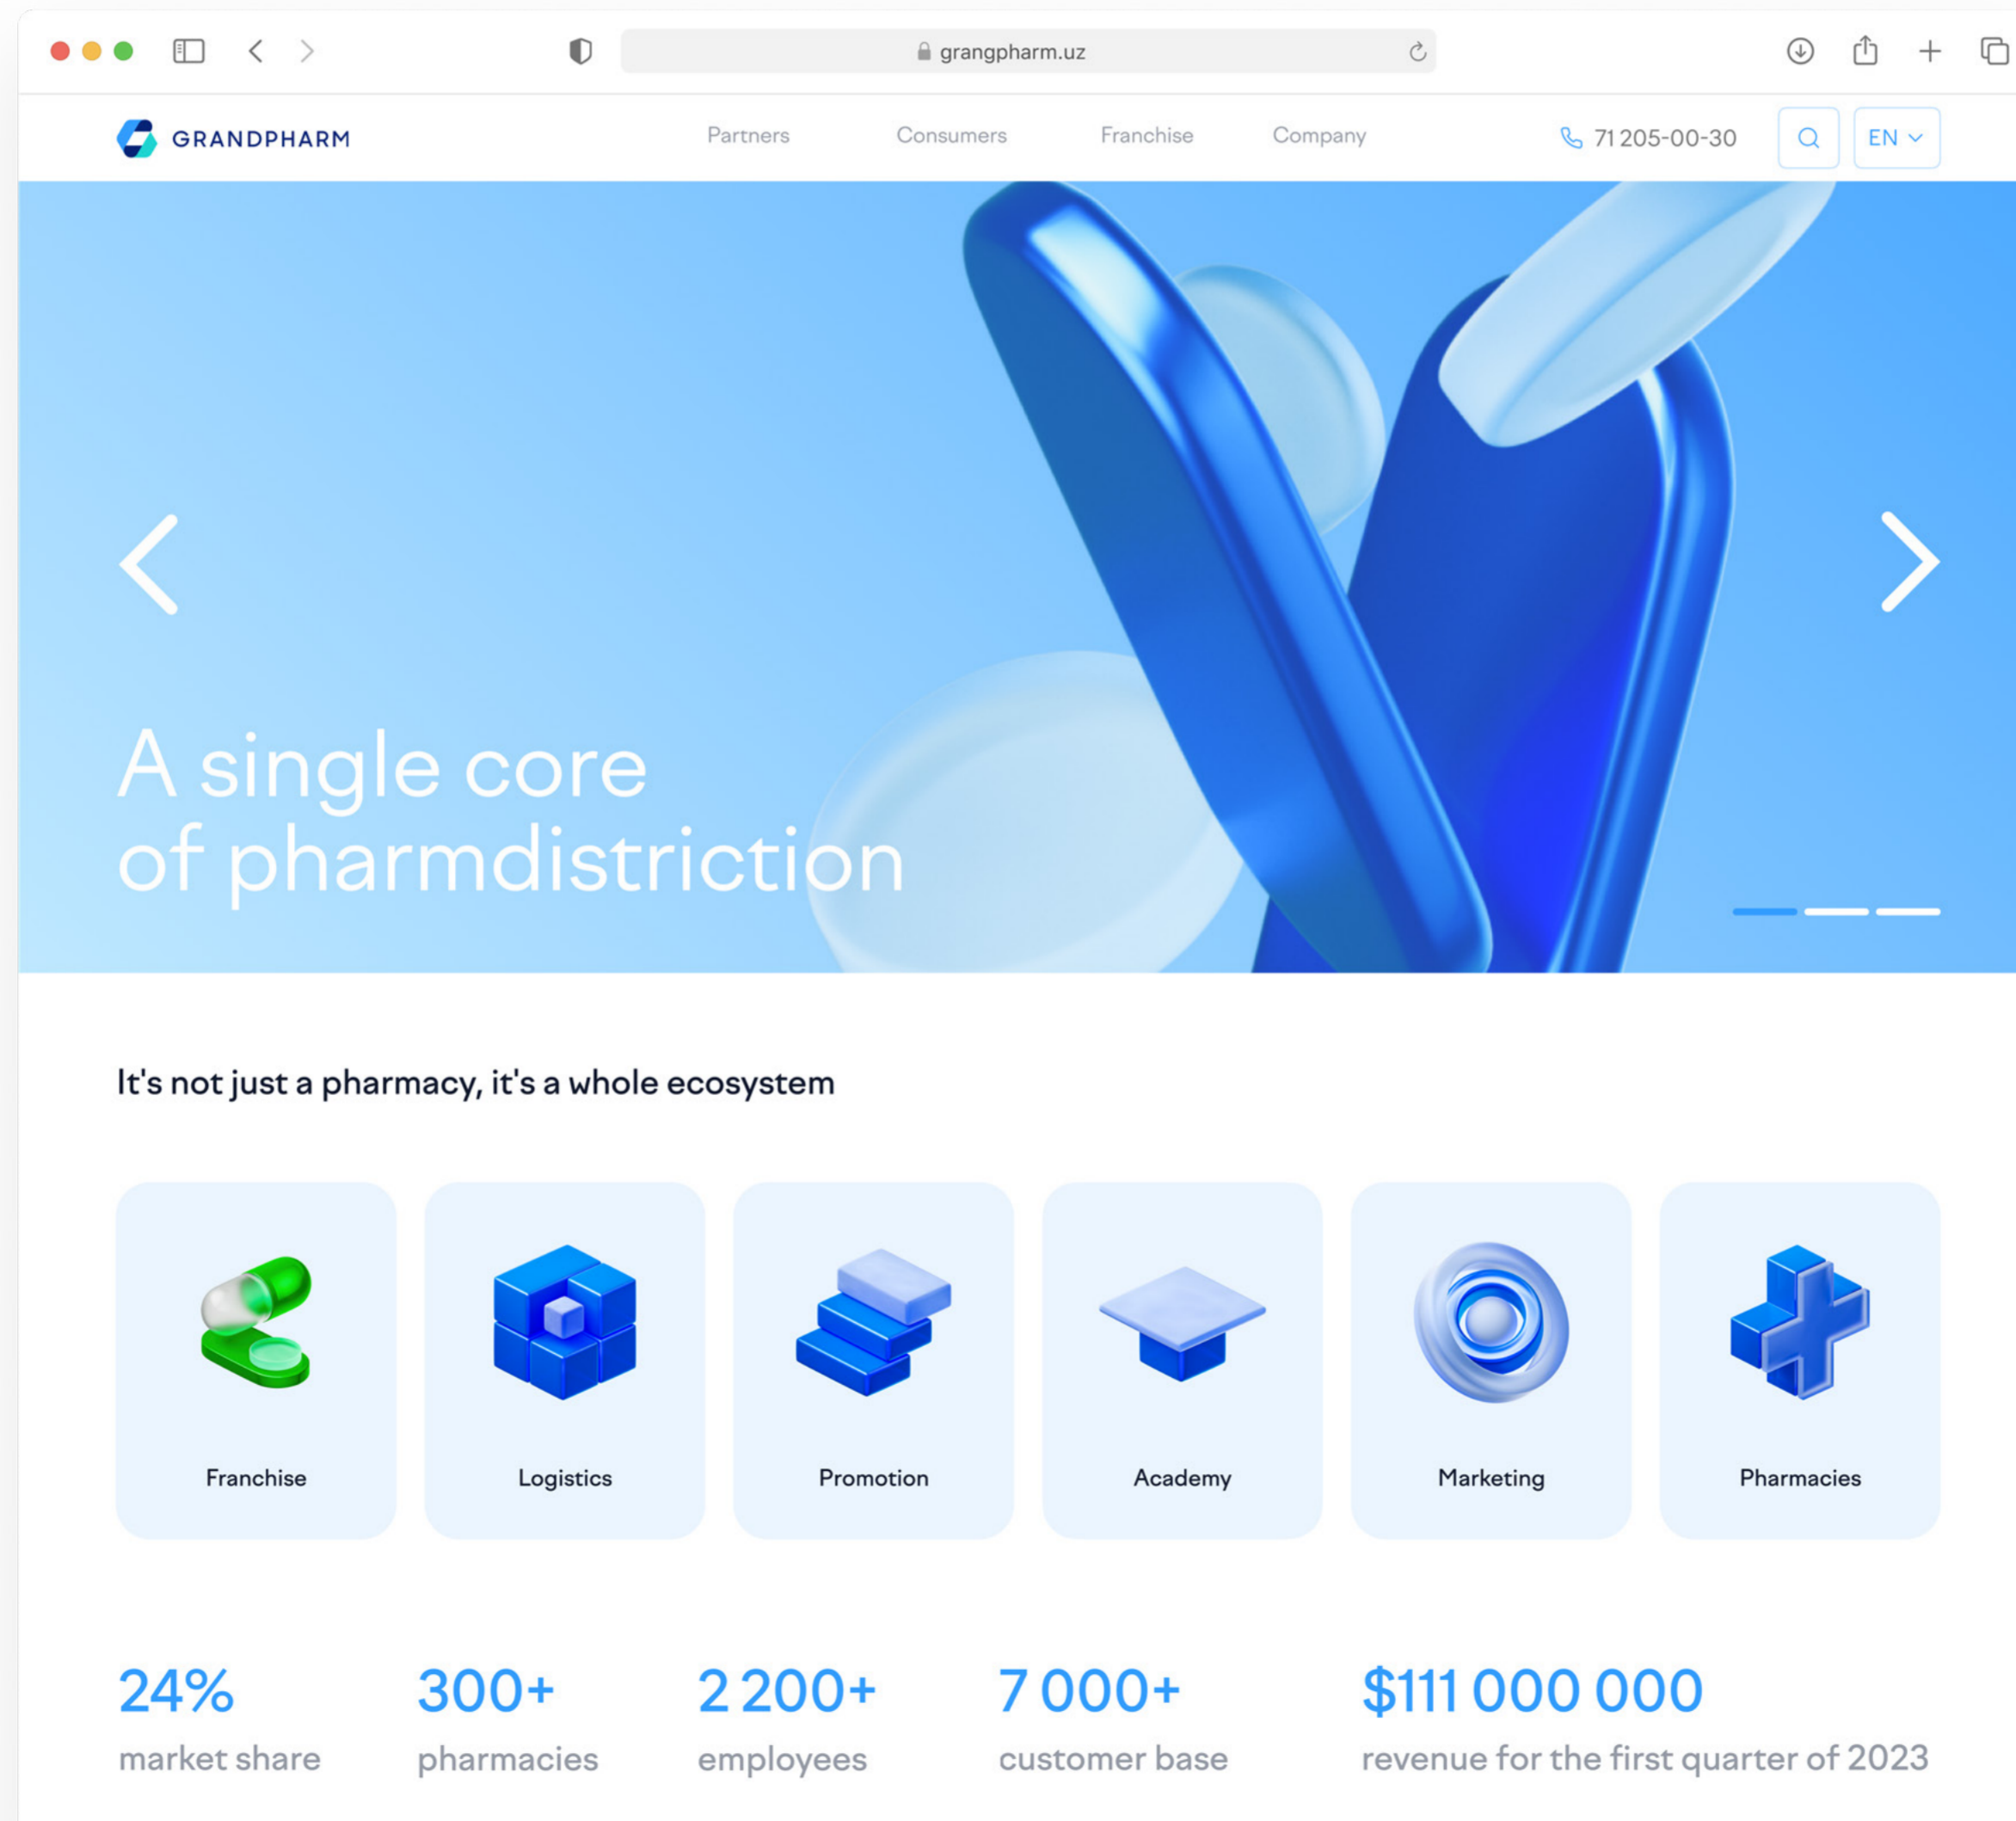 grangpharm.uz
GRANDPHARM
Partners
Consumers
Franchise
Company
71 205-00-30
EN
A single core
of pharmdistriction
It's not just a pharmacy, it's a whole ecosystem
Franchise
Logistics
Promotion
Academy
Marketing
Pharmacies
24%
market share
300+
pharmacies
2 200+
employees
7 000+
customer base
$111 000 000
revenue for the first quarter of 2023